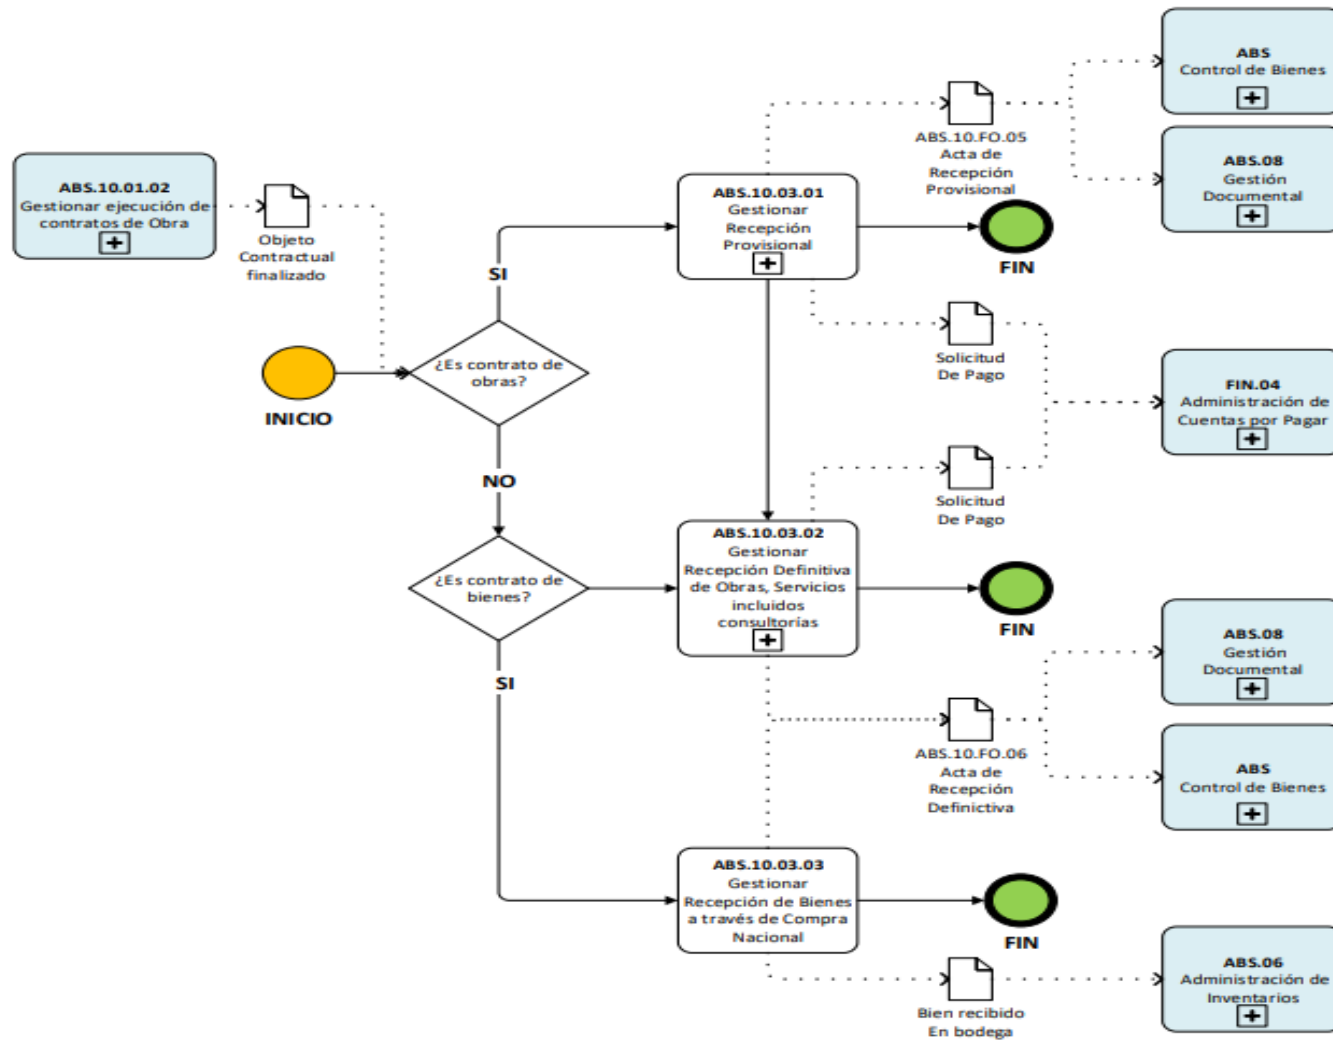 ABS
Control de Bienes
ABS.10.FO.05
Acta de
Recepción
Provisional
ABS.08
Gestión
Documental
ABS.10.01.02
Gestionar ejecución de
contratos de Obra
Objeto
Contractual
finalizado
ABS.10.03.01
Gestionar
Recepción
Provisional
FIN
SI
Solicitud
De Pago
¿Es contrato de
obras?
INICIO
FIN.04
Administración de
Cuentas por Pagar
NO
Solicitud
De Pago
¿Es contrato de
bienes?
ABS.10.03.02
Gestionar
Recepción Definitiva
de Obras, Servicios
incluidos
consultorías
FIN
ABS.08
Gestión
Documental
SI
ABS.10.FO.06
Acta de
Recepción
Definictiva
ABS
Control de Bienes
ABS.10.03.03
Gestionar
Recepción de Bienes
a través de Compra
Nacional
FIN
Bien recibido
En bodega
ABS.06
Administración de
Inventarios